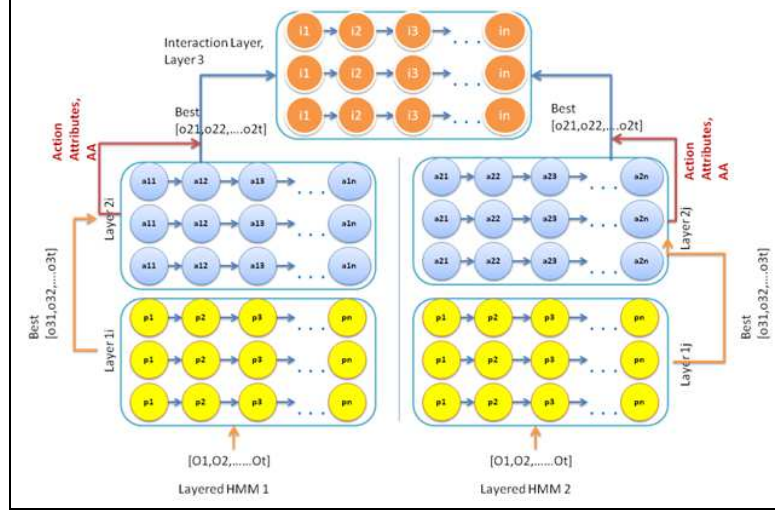 i1 i2 i3 . . . in
Interaction Layer,
Layer 3
i1 i2 i3 . . . in
i1 i2 i3 . . . in
Best
[o21,o22,....o2t]
Best
[o21,o22,....o2t]
Action
Attributes,
AA
Action
Attributes,
AA
a11 a12 a13 . . . a1n
a11 a12 a13 . . . a1n
a11 a12 a13 . . . a1n
Layer 2i
a21 a22 a23 . . . a2n
a21 a22 a23 . . . a2n
a21 a22 a23 . . . a2n
Layer 2j
Best
[o31,o32,....o3t]
Best
[o31,o32,....o3t]
p1 p2 p3 . . . pn
p1 p2 p3 . . . pn
p1 p2 p3 . . . pn
Layer 1i
p1 p2 p3 . . . pn
p1 p2 p3 . . . pn
p1 p2 p3 . . . pn
Layer 1j
[O1,O2,......Ot]
[O1,O2,......Ot]
Layered HMM 1
Layered HMM 2